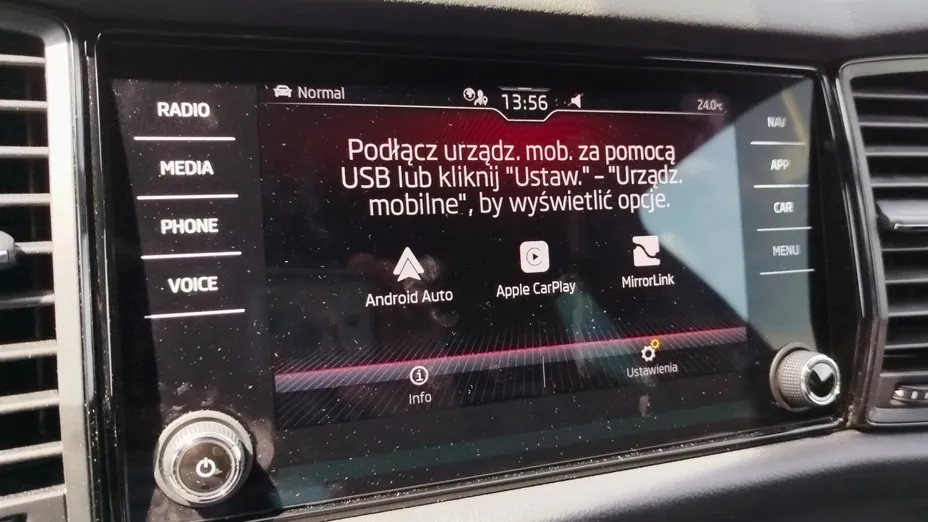 Normal
13:56
24.0°C
RADIO
MEDIA
PHONE
VOICE
Podłącz urządz. mob. za pomocą
USB lub kliknij "Ustaw." – "Urządz.
mobilne", by wyświetlić opcje.
Android Auto
Apple CarPlay
MirrorLink
Info
Ustawienia
NAV
APP
CAR
MENU